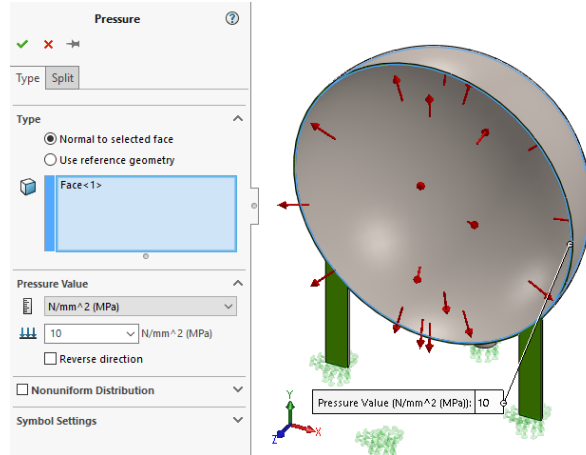 Pressure
?
Type Split
Type
Normal to selected face
Use reference geometry
Face<1>
Pressure Value
N/mm^2 (MPa)
10 N/mm^2 (MPa)
Reverse direction
Nonuniform Distribution
Symbol Settings
Pressure Value (N/mm^2 (MPa)): 10
Y
X
Z